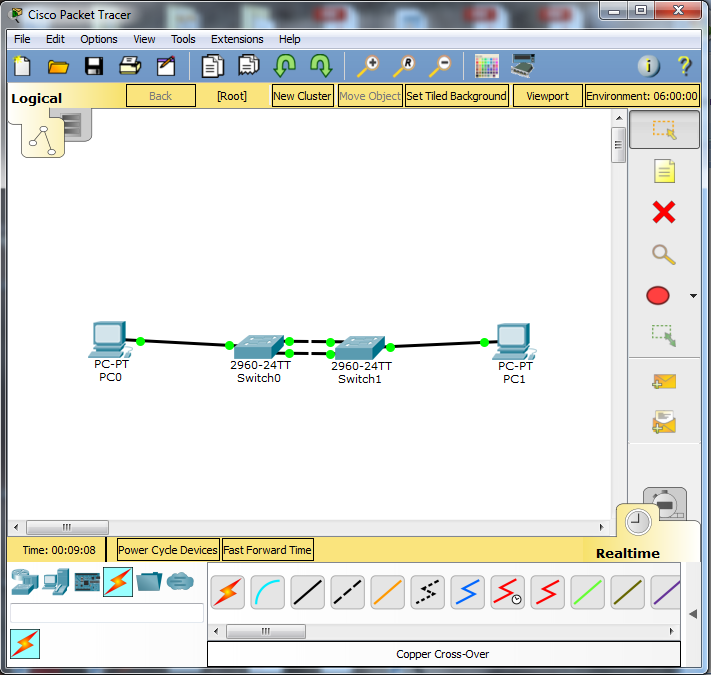 Cisco Packet Tracer
File Edit Options View Tools Extensions Help
Logical Back [Root] New Cluster Move Object Set Tiled Background Viewport Environment: 06:00:00
PC-PT
PC0
2960-24TT
Switch0
2960-24TT
Switch1
PC-PT
PC1
Time: 00:09:08 Power Cycle Devices Fast Forward Time Realtime
Copper Cross-Over